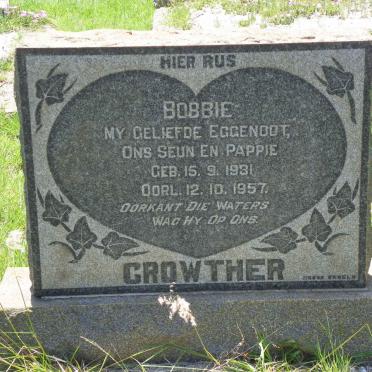 HIER RUS
BOBBIE
MY GELIEFDE EGGENOOT,
ONS SEUN EN PAPPIE
GEB. 15. 9. 1931.
OORL. 12. 10. 1957.
OORKANT DIE WATERS
WAG HY OP ONS.
CROWTHER